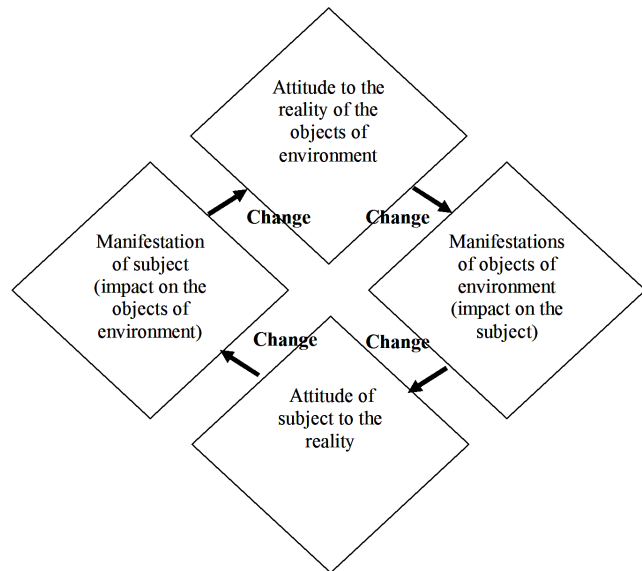 Attitude to the
reality of the
objects of
environment
Change
Change
Manifestation
of subject
(impact on the
objects of
environment)
Manifestations
of objects of
environment
(impact on the
subject)
Change
Change
Attitude of
subject to the
reality